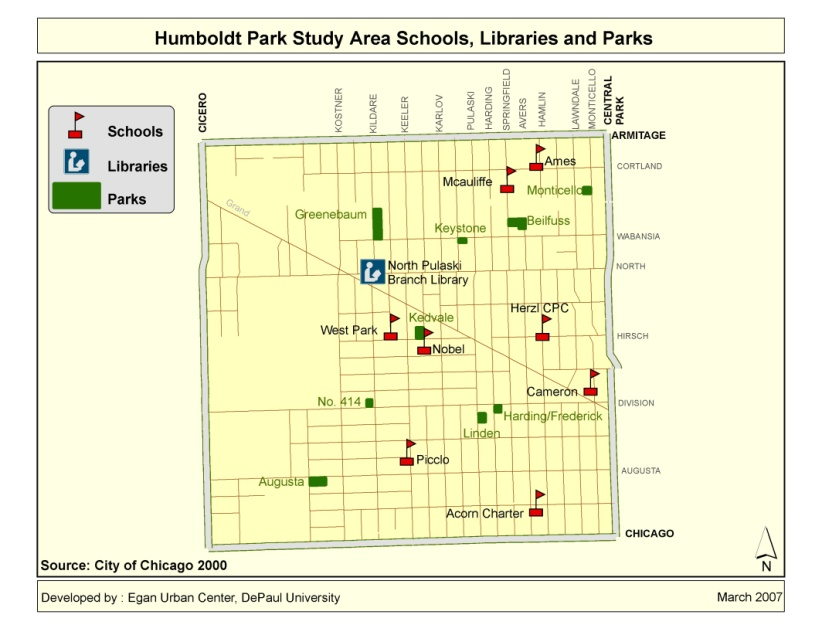 Humboldt Park Study Area Schools, Libraries and Parks
Schools
Libraries
Parks
CICERO
KOSTNER
KILDARE
KEELER
KARLOV
PULASKI
HARDING
SPRINGFIELD
AVERS
HAMLIN
LAWNDALE
MONTICELLO
CENTRAL
PARK
ARMITAGE
Ames
CORTLAND
Mcauliffe
Monticello
Grand
Greenebaum
Beilfuss
Keystone
WABANSIA
North Pulaski
Branch Library
NORTH
Herzl CPC
Kedvale
West Park
HIRSCH
Nobel
Cameron
No. 414
DIVISION
Harding/Frederick
Linden
Picclo
AUGUSTA
Augusta
Acorn Charter
CHICAGO
Source: City of Chicago 2000
N
Developed by : Egan Urban Center, DePaul University
March 2007